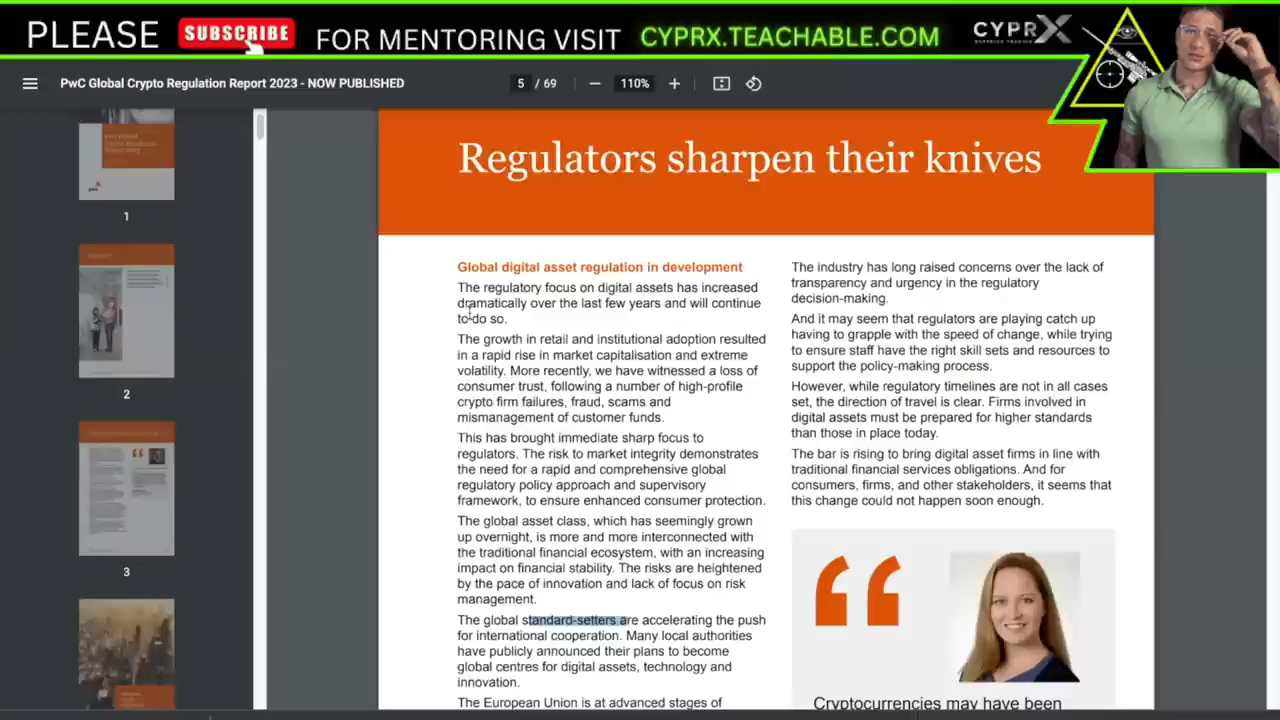 PLEASE
SUBSCRIBE
FOR MENTORING VISIT
CYPRX.TEACHABLE.COM
CYPRX
PwC Global Crypto Regulation Report 2023 - NOW PUBLISHED
5 / 69
110%
1
2
3
Regulators sharpen their knives
Global digital asset regulation in development
The regulatory focus on digital assets has increased
dramatically over the last few years and will continue
to do so.
The growth in retail and institutional adoption resulted
in a rapid rise in market capitalisation and extreme
volatility. More recently, we have witnessed a loss of
consumer trust, following a number of high-profile
crypto firm failures, fraud, scams and
mismanagement of customer funds.
This has brought immediate sharp focus to
regulators. The risk to market integrity demonstrates
the need for a rapid and comprehensive global
regulatory policy approach and supervisory
framework, to ensure enhanced consumer protection.
The global asset class, which has seemingly grown
up overnight, is more and more interconnected with
the traditional financial ecosystem, with an increasing
impact on financial stability. The risks are heightened
by the pace of innovation and lack of focus on risk
management.
The global standard-setters are accelerating the push
for international cooperation. Many local authorities
have publicly announced their plans to become
global centres for digital assets, technology and
innovation.
The European Union is at advanced stages of
The industry has long raised concerns over the lack of
transparency and urgency in the regulatory
decision-making.
And it may seem that regulators are playing catch up
having to grapple with the speed of change, while trying
to ensure staff have the right skill sets and resources to
support the policy-making process.
However, while regulatory timelines are not in all cases
set, the direction of travel is clear. Firms involved in
digital assets must be prepared for higher standards
than those in place today.
The bar is rising to bring digital asset firms in line with
traditional financial services obligations. And for
consumers, firms, and other stakeholders, it seems that
this change could not happen soon enough.
Cryptocurrencies may have been